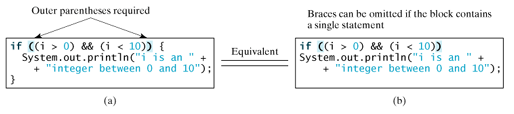 Outer parentheses required
if ((i > 0) && (i < 10)) {
System.out.println("i is an " +
+ "integer between 0 and 10");
}
(a)
Equivalent
Braces can be omitted if the block contains
a single statement
if ((i > 0) && (i < 10))
System.out.println("i is an " +
+ "integer between 0 and 10");
(b)